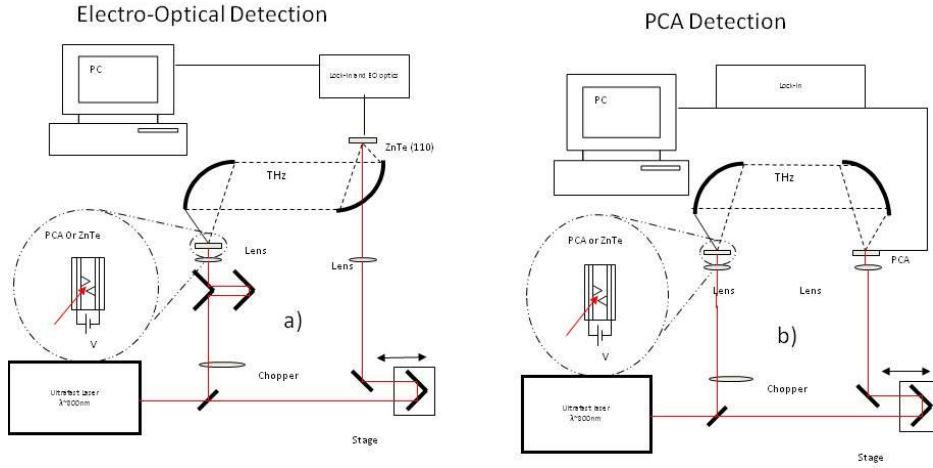 Electro-Optical Detection
PC
Lock-in and EO optics
ZnTe (110)
THz
PCA Or ZnTe
Lens
Lens
V
a)
Chopper
Ultrafast laser
λ~800nm
Stage
PCA Detection
PC
Lock-in
THz
PCA or ZnTe
PCA
Lens
Lens
V
b)
Chopper
Ultrafast laser
λ~800nm
Stage